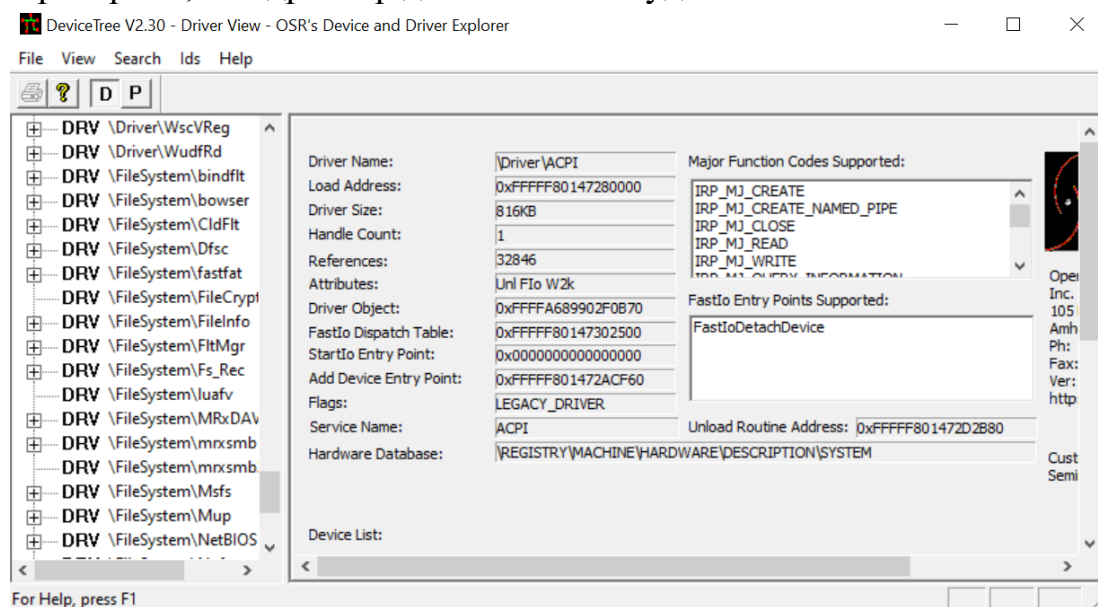 DeviceTree V2.30 - Driver View - OSR's Device and Driver Explorer
File View Search Ids Help
D P
DRV \Driver\WscVReg
DRV \Driver\WudfRd
DRV \FileSystem\bindflt
DRV \FileSystem\bowser
DRV \FileSystem\CldFlt
DRV \FileSystem\Dfsc
DRV \FileSystem\fastfat
DRV \FileSystem\FileCrypt
DRV \FileSystem\FileInfo
DRV \FileSystem\FltMgr
DRV \FileSystem\Fs_Rec
DRV \FileSystem\luafv
DRV \FileSystem\MRxDAV
DRV \FileSystem\mrxsmb
DRV \FileSystem\mrxsmb
DRV \FileSystem\Msfs
DRV \FileSystem\Mup
DRV \FileSystem\NetBIOS
Driver Name: \Driver\ACPI
Load Address: 0xFFFFF80147280000
Driver Size: 816KB
Handle Count: 1
References: 32846
Attributes: Unl FIo W2k
Driver Object: 0xFFFFA689902F0B70
FastIo Dispatch Table: 0xFFFFF80147302500
StartIo Entry Point: 0x0000000000000000
Add Device Entry Point: 0xFFFFF801472ACF60
Flags: LEGACY_DRIVER
Service Name: ACPI
Hardware Database: \REGISTRY\MACHINE\HARDWARE\DESCRIPTION\SYSTEM
Device List:
Major Function Codes Supported:
IRP_MJ_CREATE
IRP_MJ_CREATE_NAMED_PIPE
IRP_MJ_CLOSE
IRP_MJ_READ
IRP_MJ_WRITE
IRP_MJ_QUERY_INFORMATION
FastIo Entry Points Supported:
FastIoDetachDevice
Unload Routine Address: 0xFFFFF801472D2B80
Oper
Inc.
105
Amh
Ph:
Fax:
Ver:
http
Cust
Semi
For Help, press F1